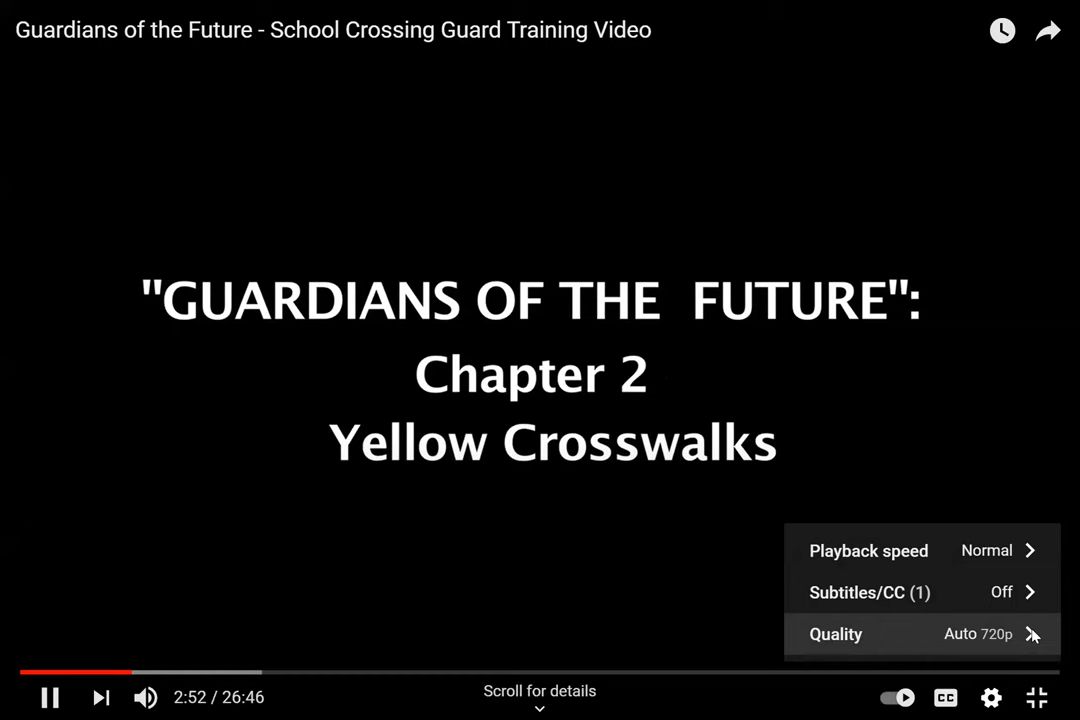 Guardians of the Future - School Crossing Guard Training Video
"GUARDIANS OF THE FUTURE":
Chapter 2
Yellow Crosswalks
Playback speed Normal
Subtitles/CC (1) Off
Quality Auto 720p
2:52 / 26:46
Scroll for details
CC